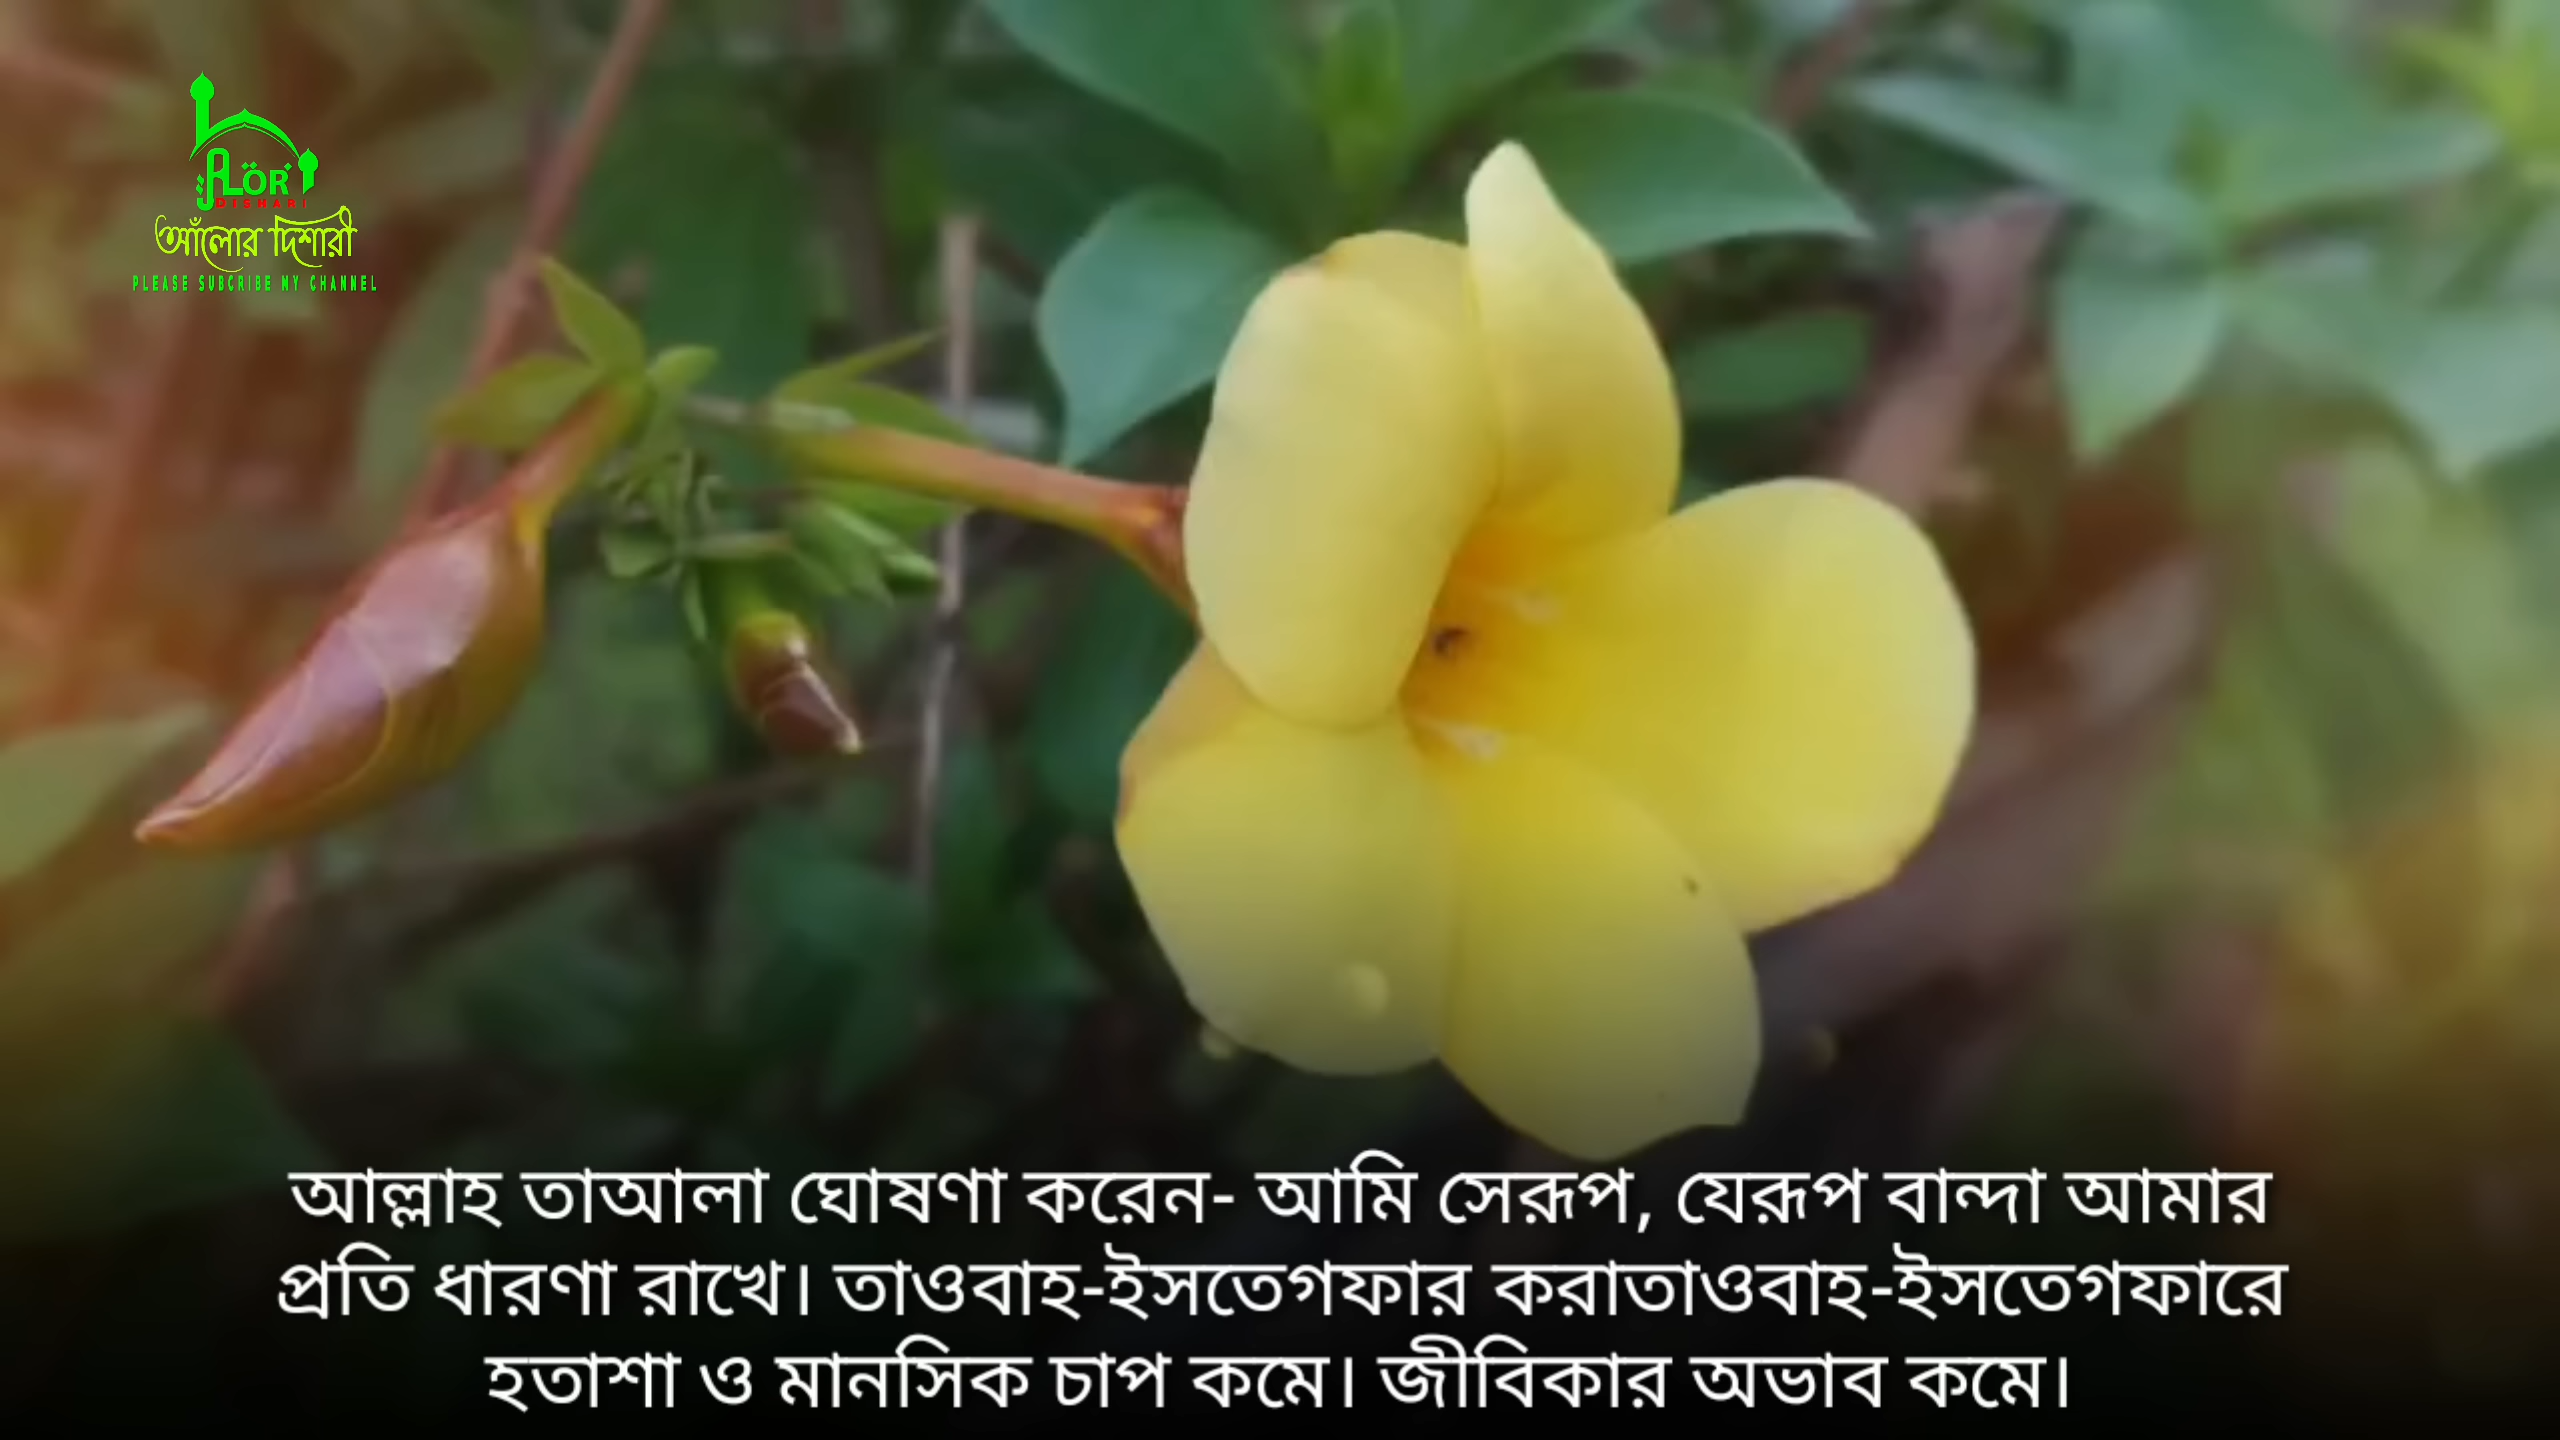 ALOR
DISHARI
আঁলোর দিশারী
PLEASE SUBCRIBE MY CHANNEL
আল্লাহ তাআলা ঘোষণা করেন- আমি সেরূপ, যেরূপ বান্দা আমার
প্রতি ধারণা রাখে। তাওবাহ-ইসতেগফার করাতাওবাহ-ইসতেগফারে
হতাশা ও মানসিক চাপ কমে। জীবিকার অভাব কমে।